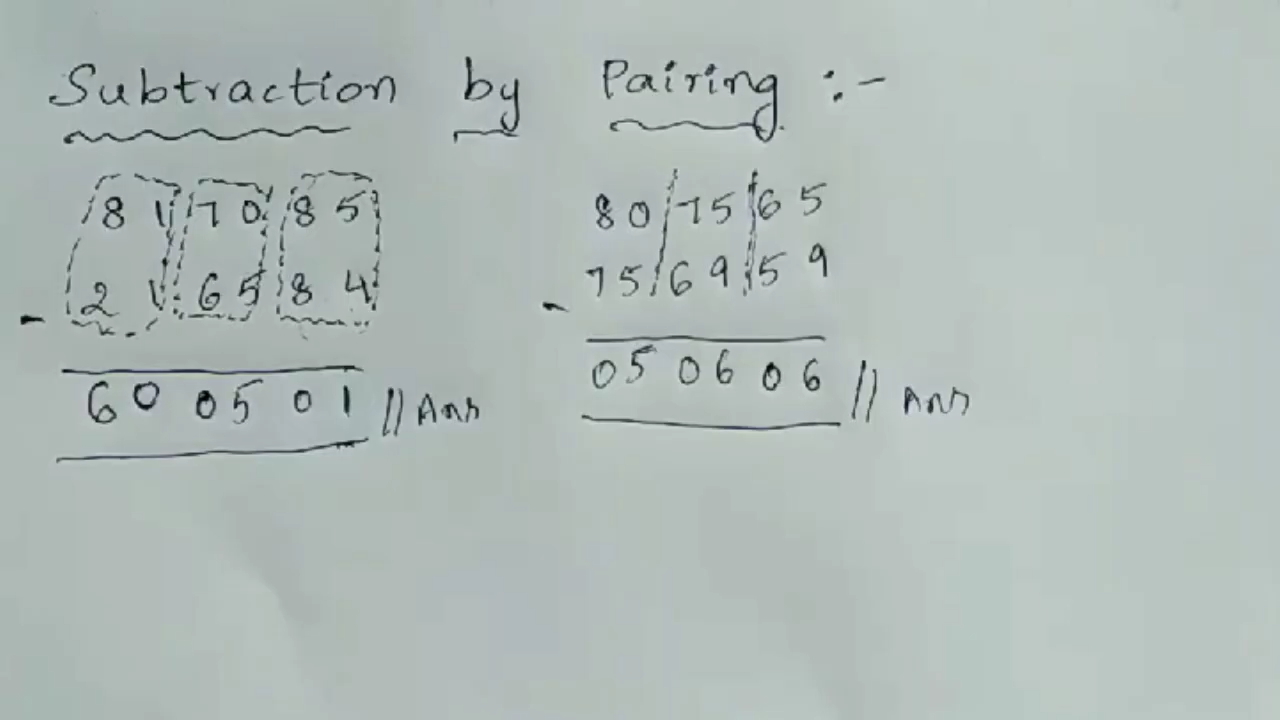 Subtraction by Pairing :-
81 70 85
- 21 65 84
60 05 01 // Ans
80 75 65
- 75 69 59
05 06 06 // Ans